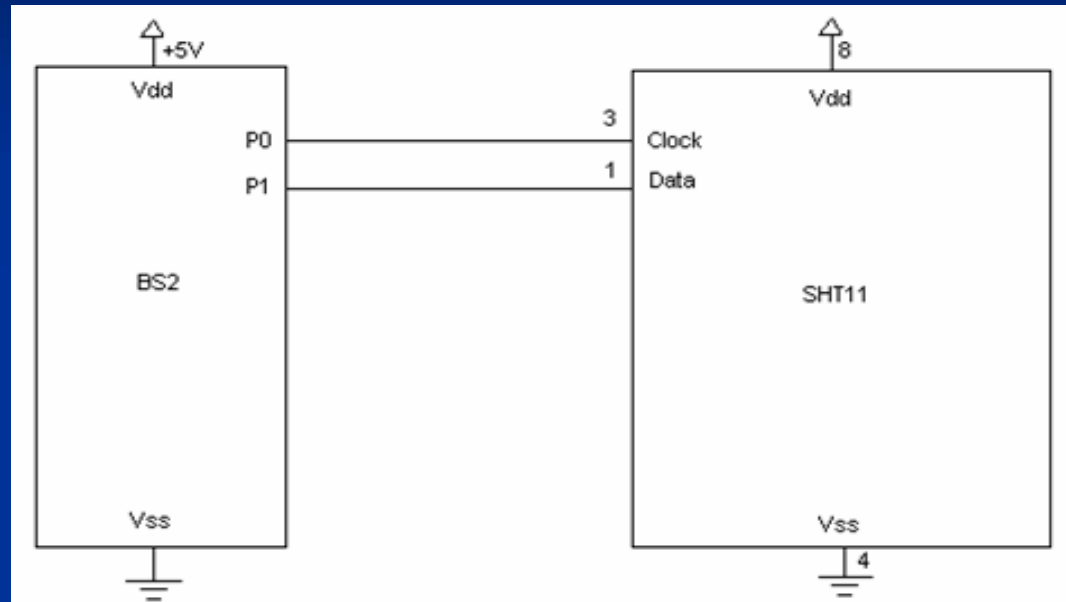 +5V
8
Vdd
Vdd
P0
3
Clock
P1
1
Data
BS2
SHT11
Vss
Vss
4